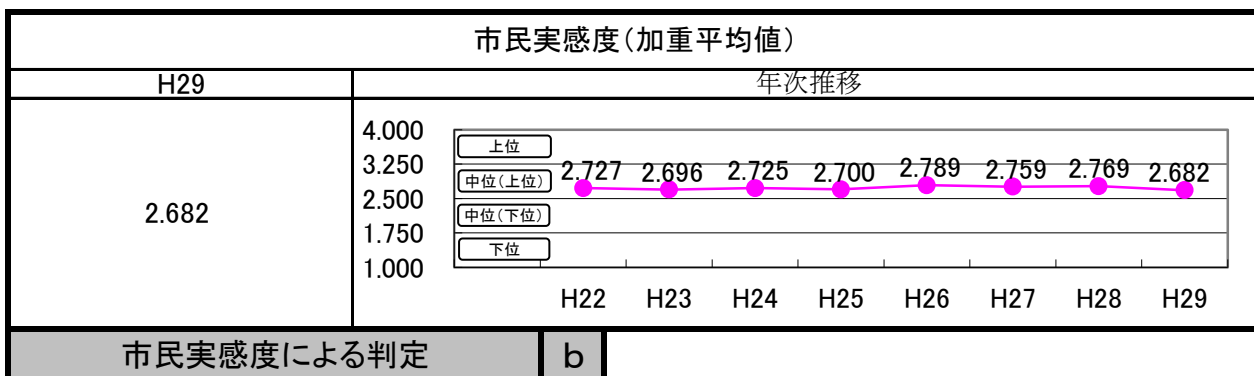 市民実感度(加重平均値)
H29 年次推移
2.682
4.000
3.250
2.500
1.750
1.000
上位
中位(上位)
中位(下位)
下位
2.727 2.696 2.725 2.700 2.789 2.759 2.769 2.682
H22 H23 H24 H25 H26 H27 H28 H29
市民実感度による判定 b